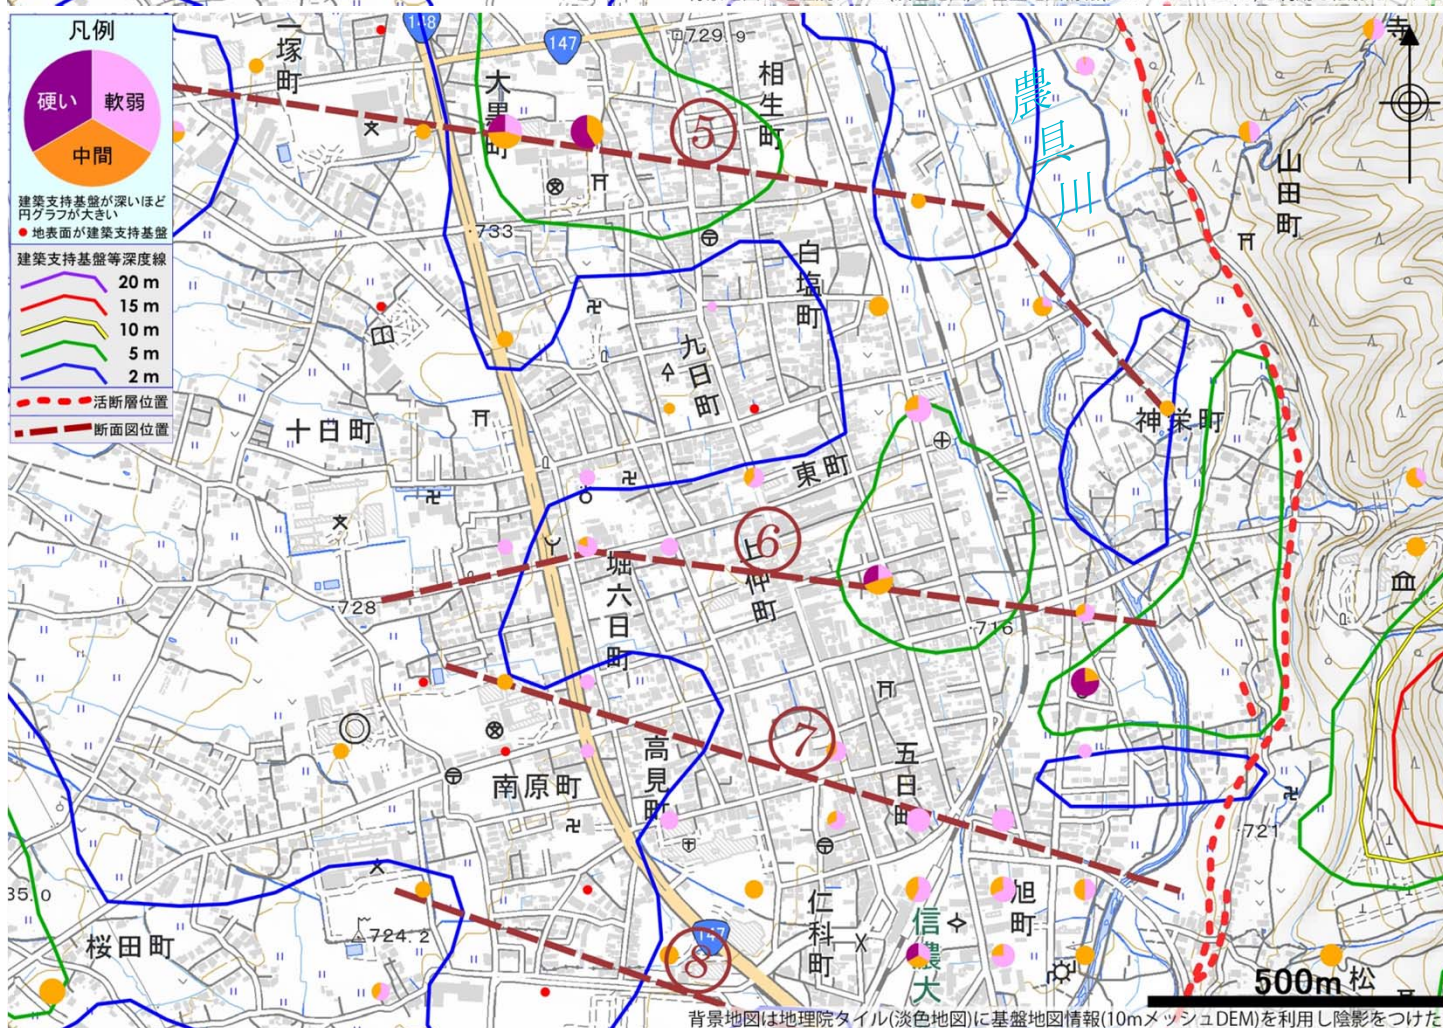 凡例
硬い
軟弱
中間
建築支持基盤が深いほど
円グラフが大きい
地表面が建築支持基盤
建築支持基盤等深度線
20 m
15 m
10 m
5 m
2 m
活断層位置
断面図位置
一塚町
148
147
大黒町
729.9
相生町
農具川
寺
山田町
5
733
白塩町
九日町
十日町
神栄町
東町
6
上仲町
728
堀六日町
716
7
高見町
五日町
南原町
721
35.0
桜田町
724.2
147
8
仁科町
信濃大
旭町
松
500m
背景地図は地理院タイル(淡色地図)に基盤地図情報(10mメッシュDEM)を利用し陰影をつけた